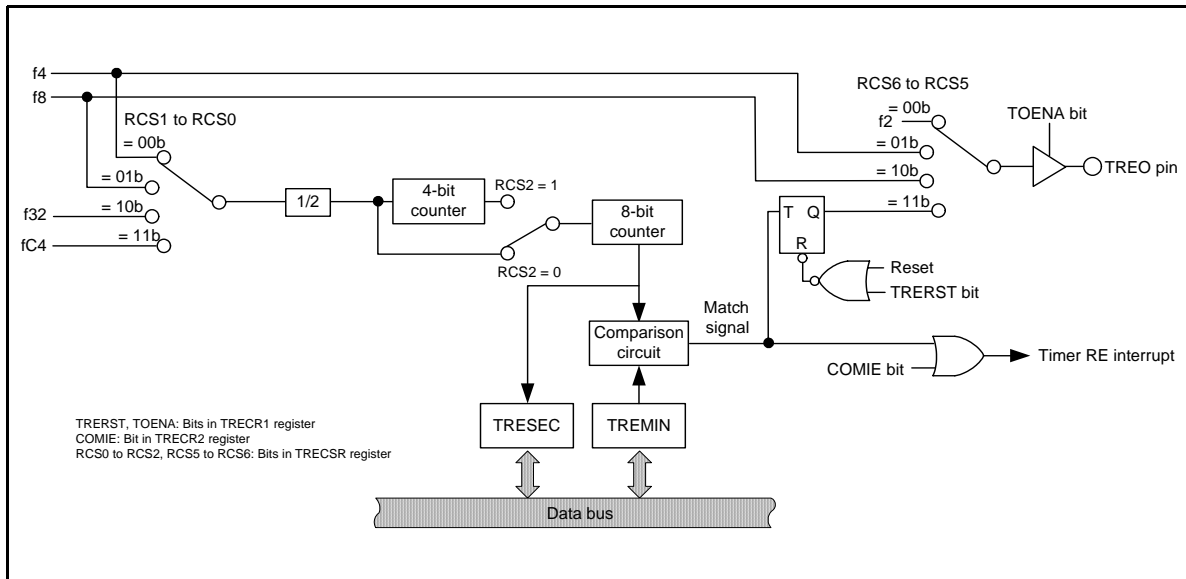 f4
f8
RCS1 to RCS0
= 00b
= 01b
f32
= 10b
fC4
= 11b
1/2
4-bit
counter
RCS2 = 1
RCS2 = 0
8-bit
counter
RCS6 to RCS5
= 00b
f2
= 01b
= 10b
= 11b
TOENA bit
TREO pin
T Q
R
Reset
TRERST bit
Comparison
circuit
Match
signal
COMIE bit
Timer RE interrupt
TRESEC
TREMIN
TRERST, TOENA: Bits in TRECR1 register
COMIE: Bit in TRECR2 register
RCS0 to RCS2, RCS5 to RCS6: Bits in TRECSR register
Data bus